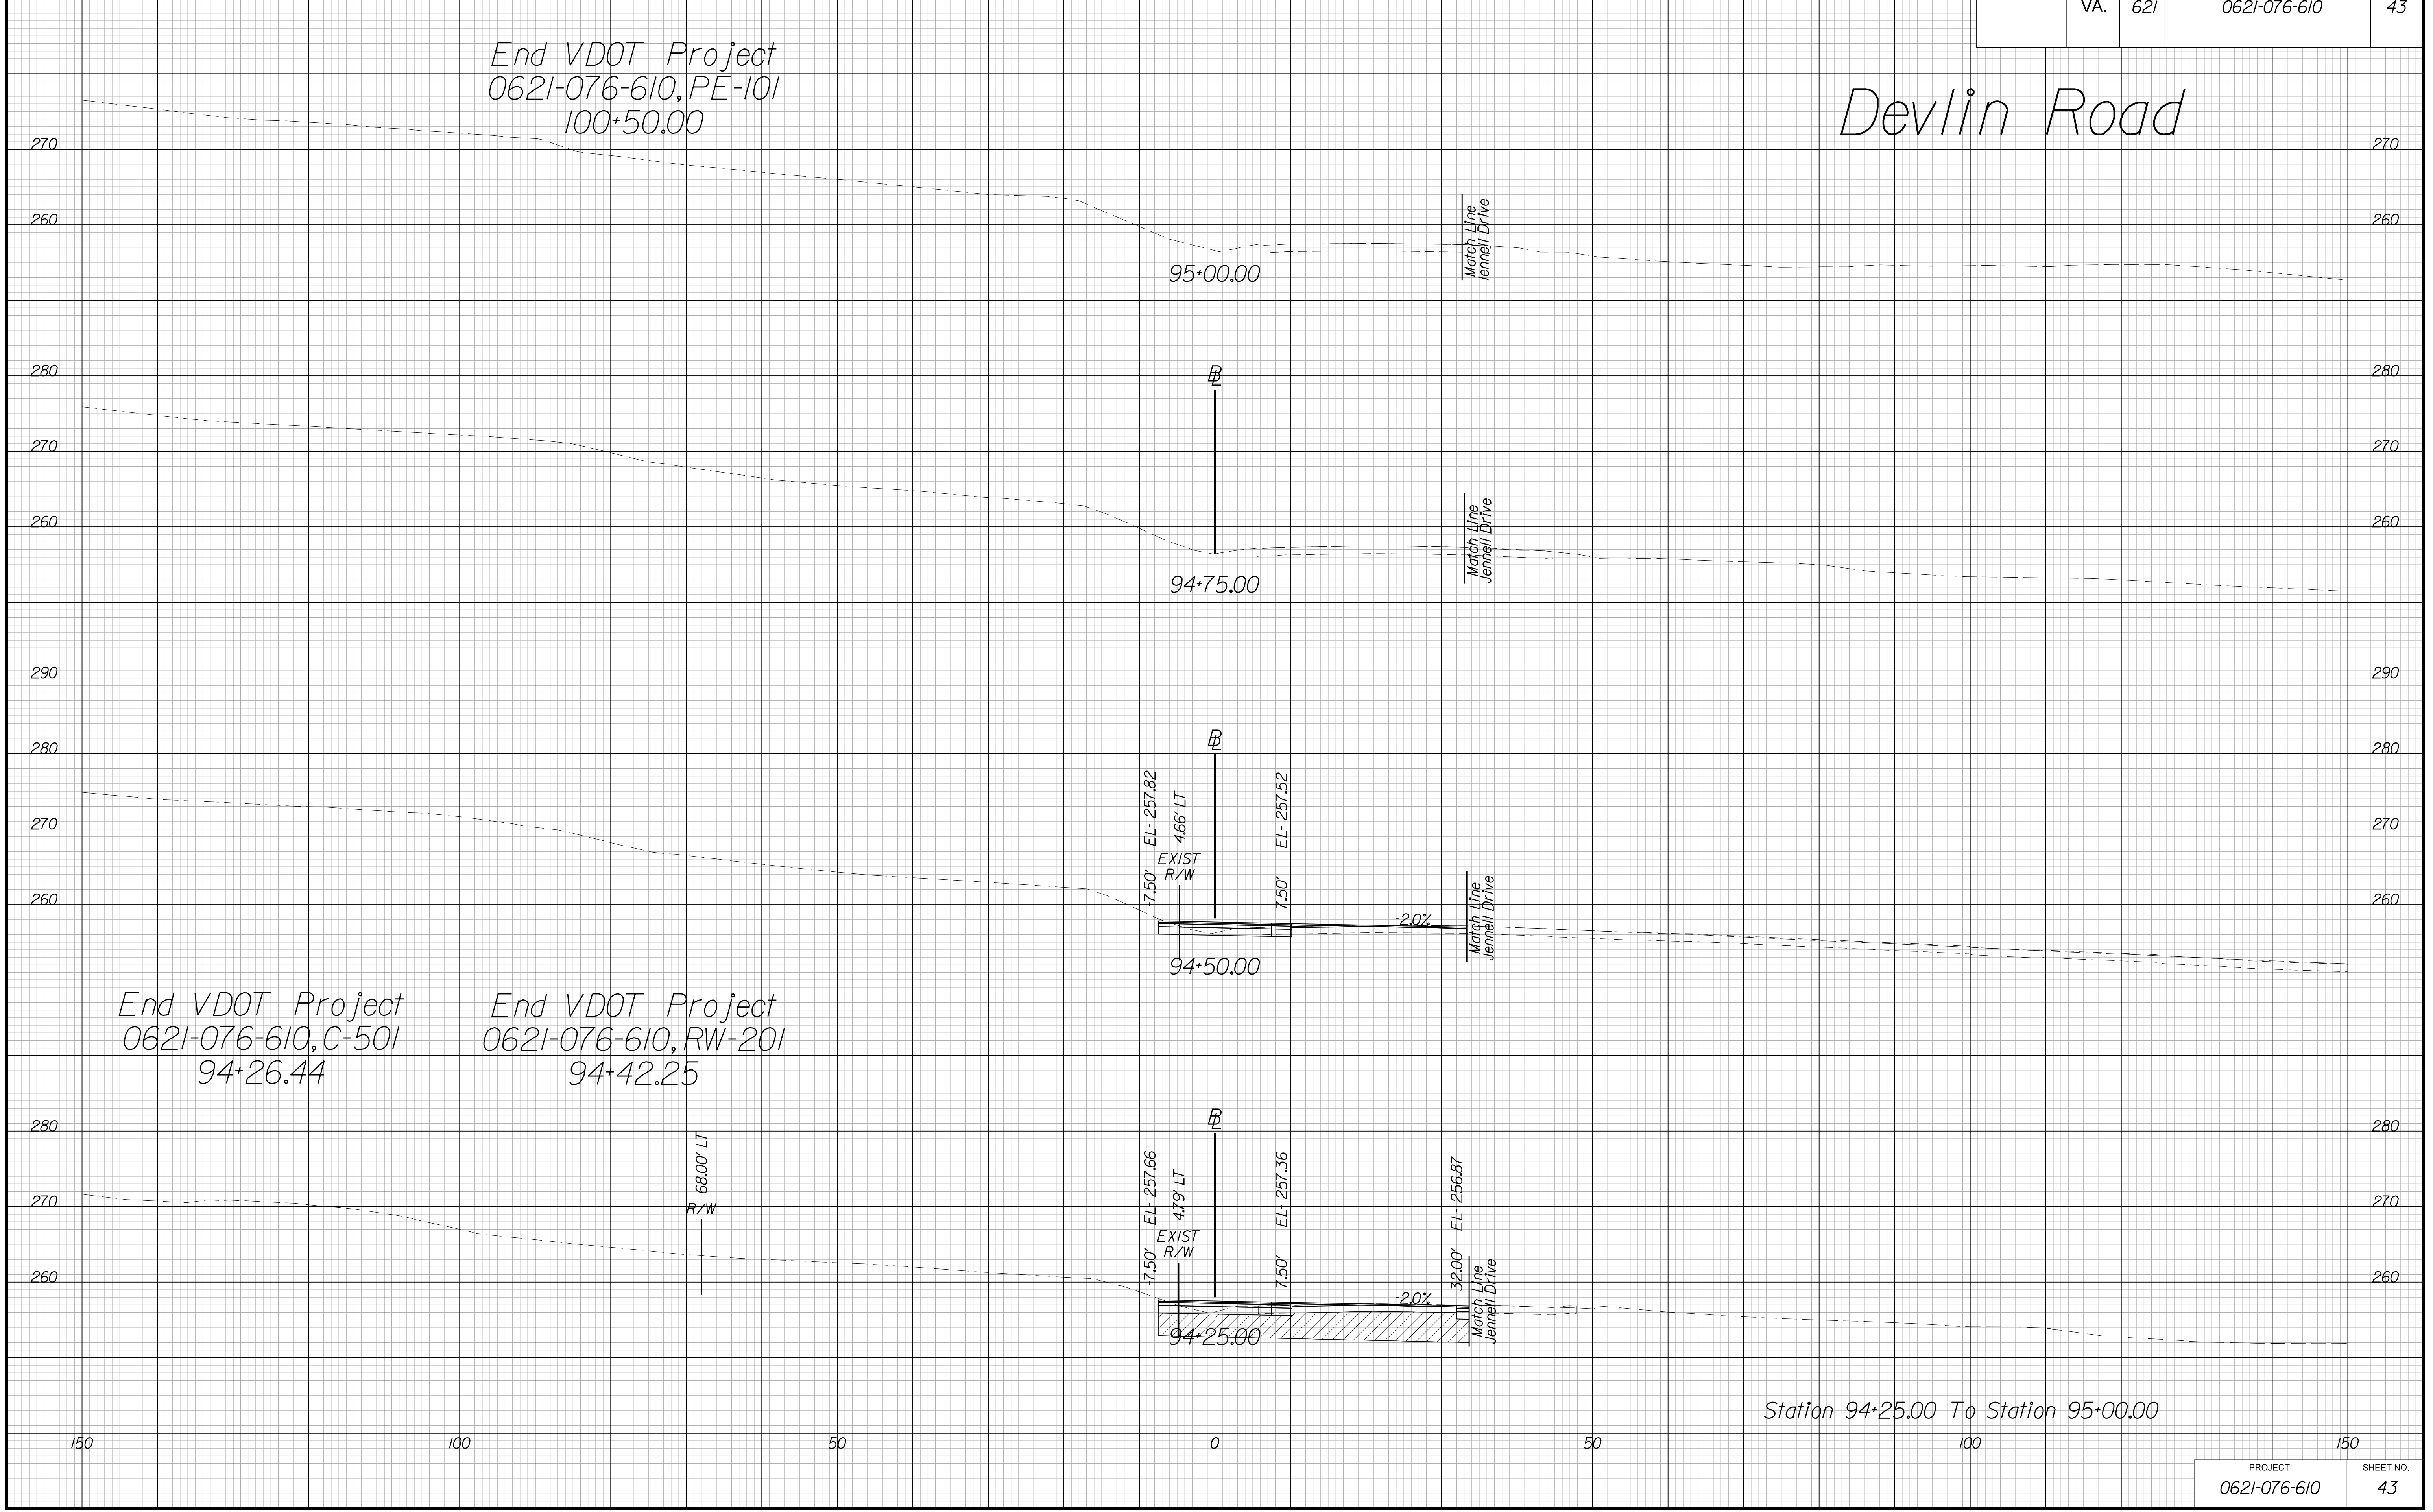 VA. 621 0621-076-610 43
End VDOT Project
0621-076-610, PE-101
100+50.00
Devlin Road
270 270
260 260
Match Line
Jennell Drive
95+00.00
280 280
BL
270 270
260 260
Match Line
Jennell Drive
94+75.00
290 290
280 280
BL
270 270
-7.50' EL- 257.82
4.66' LT
EXIST
R/W
7.50' EL- 257.52
260 260
-2.0%
Match Line
Jennell Drive
94+50.00
End VDOT Project
0621-076-610, C-501
94+26.44
End VDOT Project
0621-076-610, RW-201
94+42.25
280 280
BL
R/W 68.00' LT
270 270
-7.50' EL- 257.66
4.79' LT
EXIST
R/W
7.50' EL- 257.36
32.00' EL- 256.87
260 260
-2.0%
Match Line
Jennell Drive
94+25.00
Station 94+25.00 To Station 95+00.00
150 100 50 0 50 100 150
PROJECT SHEET NO.
0621-076-610 43